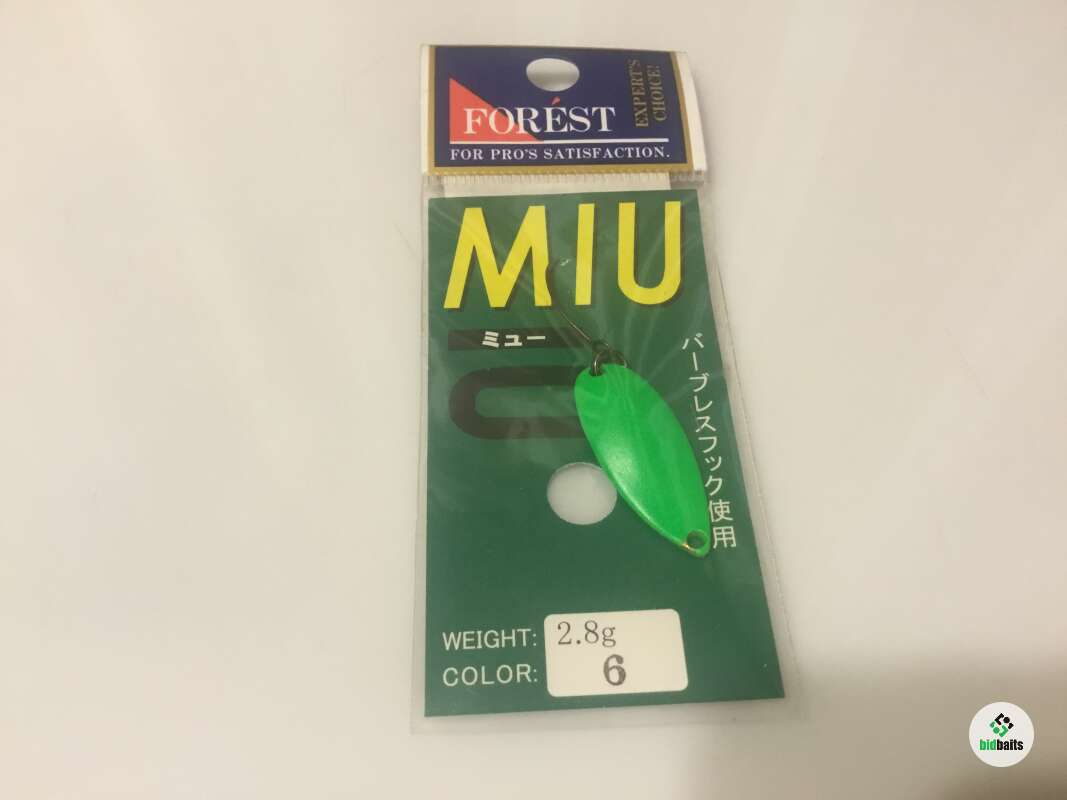 FORÉST
EXPERT'S
CHOICE!
FOR PRO'S SATISFACTION.
MIU
ミュー
バーブレスフック使用
WEIGHT: 2.8g
COLOR: 6
bidbaits